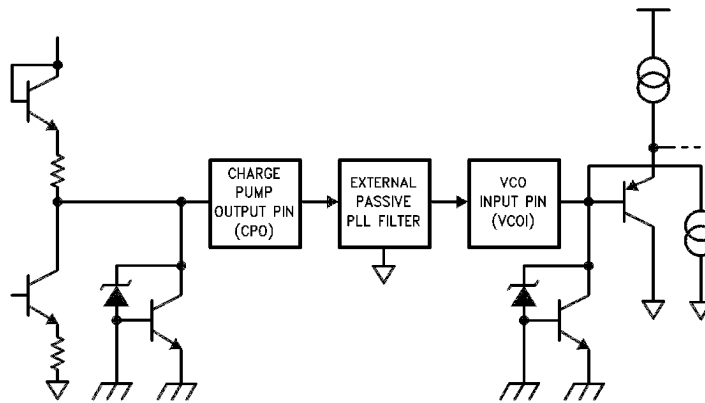 CHARGE
PUMP
OUTPUT PIN
(CPO)
EXTERNAL
PASSIVE
PLL FILTER
VCO
INPUT PIN
(VCOI)